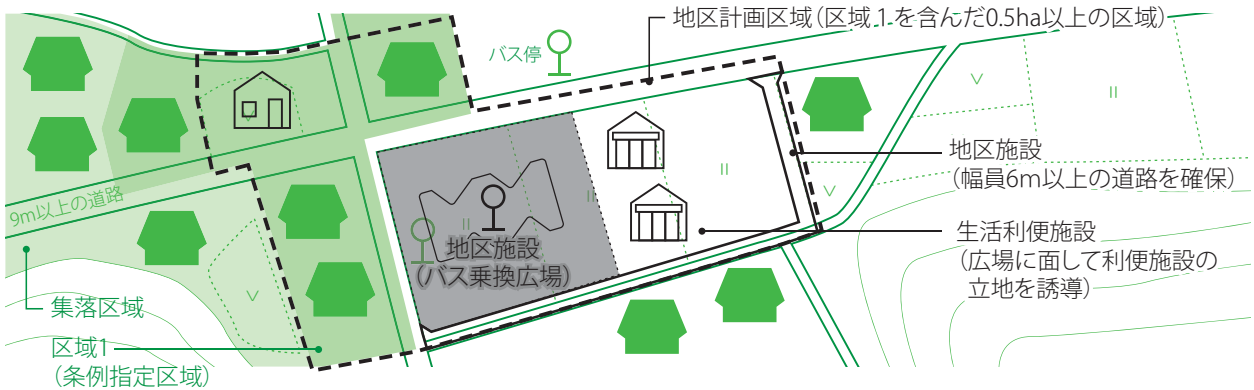 地区計画区域（区域１を含んだ0.5ha以上の区域）
バス停
地区施設
（幅員6m以上の道路を確保）
9m以上の道路
地区施設
（バス乗換広場）
生活利便施設
（広場に面して利便施設の
立地を誘導）
集落区域
区域1
（条例指定区域）